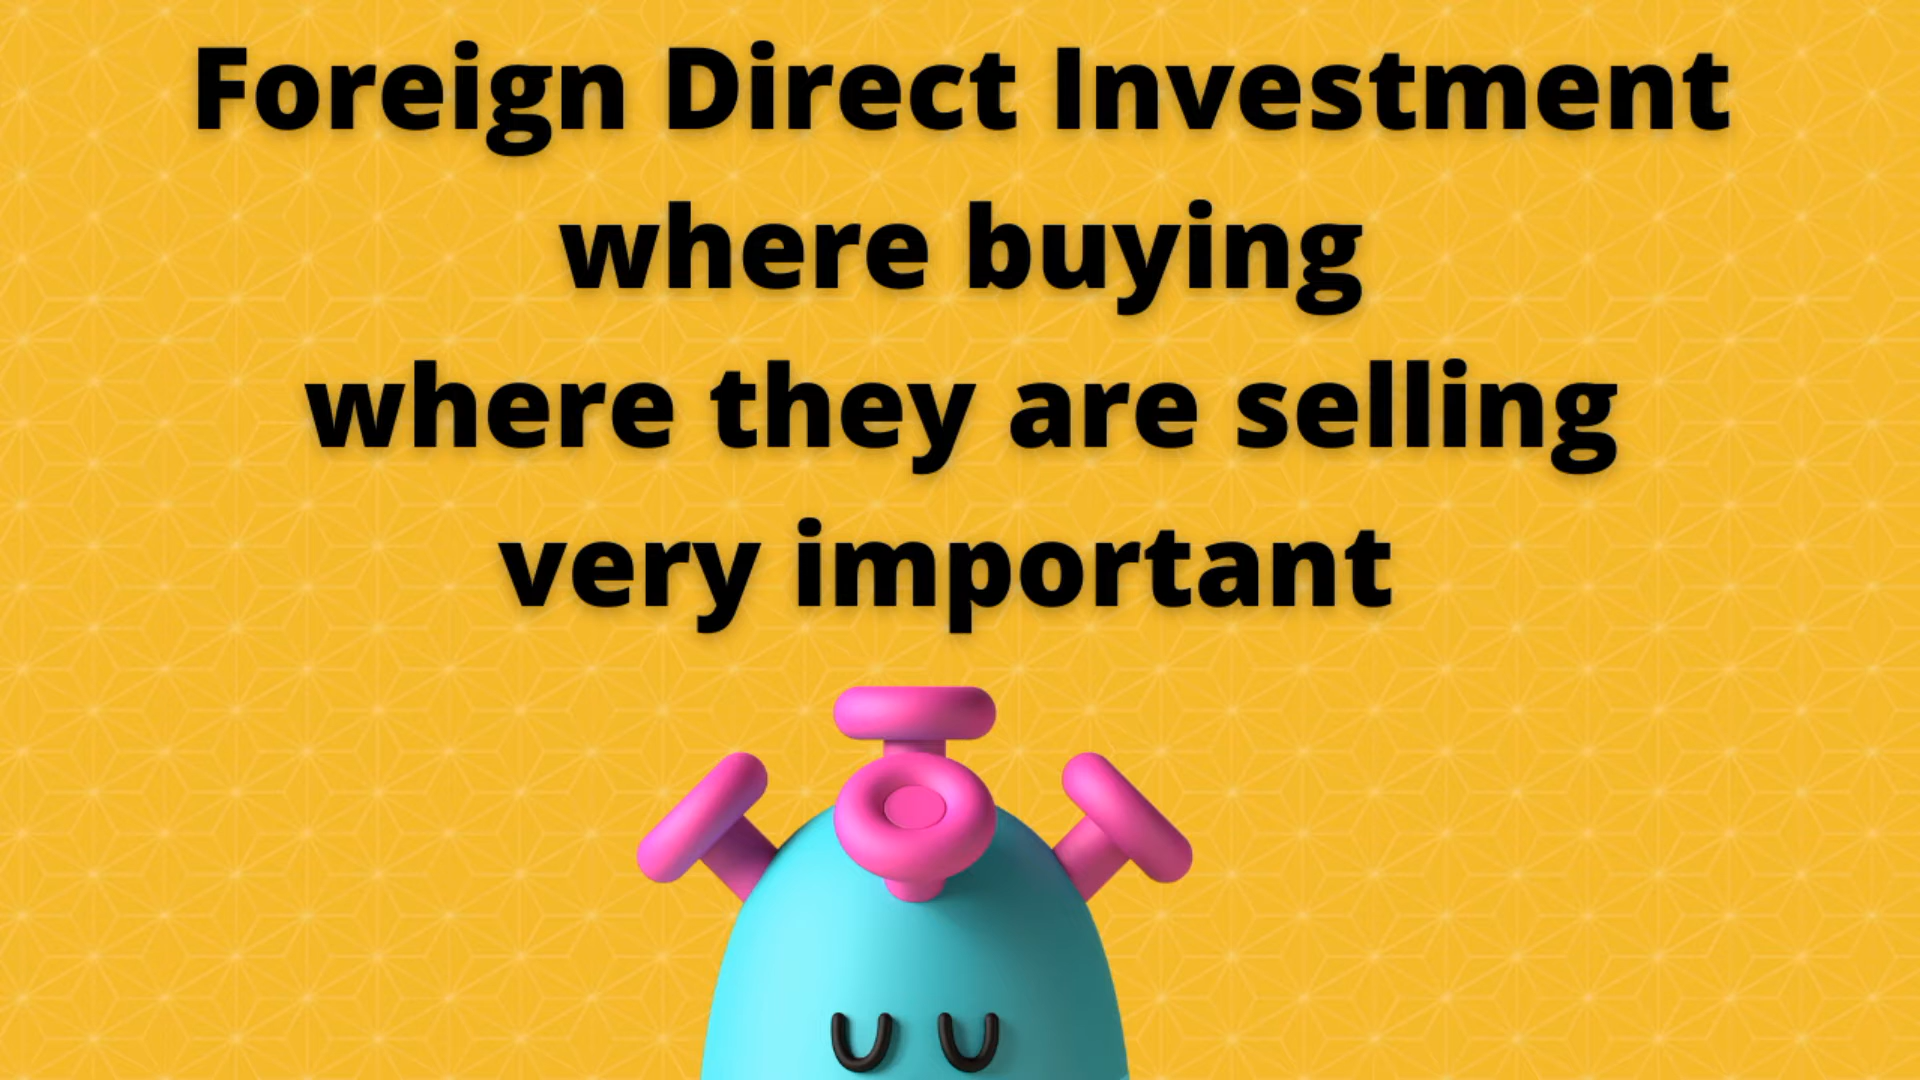 Foreign Direct Investment
where buying
where they are selling
very important